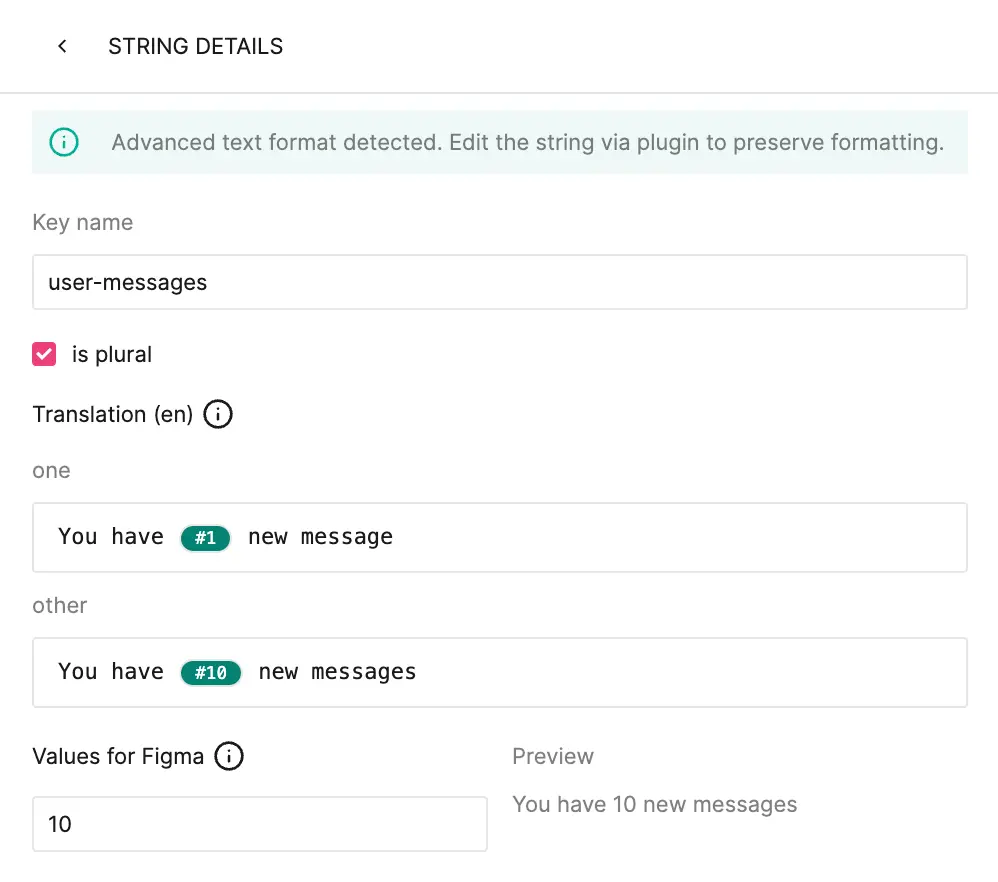 STRING DETAILS
Advanced text format detected. Edit the string via plugin to preserve formatting.
Key name
user-messages
is plural
Translation (en)
one
You have #1 new message
other
You have #10 new messages
Values for Figma
Preview
10
You have 10 new messages